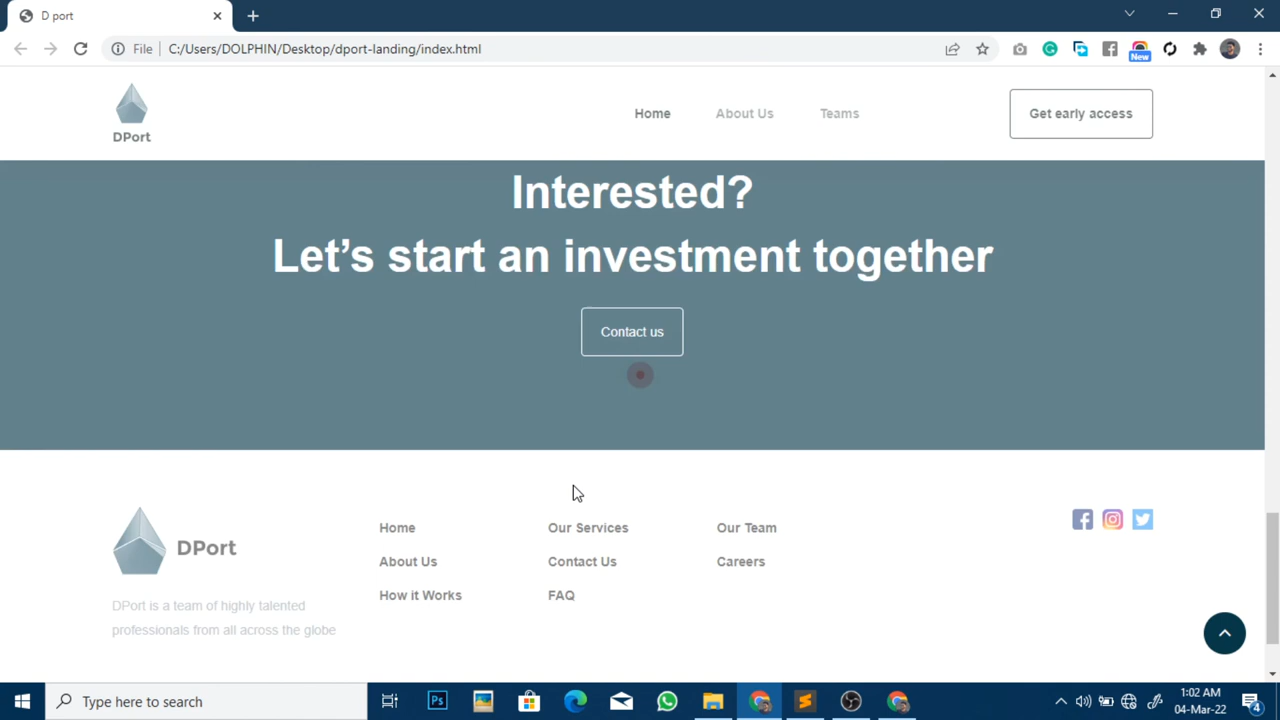 D port
File
C:/Users/DOLPHIN/Desktop/dport-landing/index.html
New
DPort
Home
About Us
Teams
Get early access
Interested?
Let’s start an investment together
Contact us
DPort
DPort is a team of highly talented
professionals from all across the globe
Home
About Us
How it Works
Our Services
Contact Us
FAQ
Our Team
Careers
Type here to search
Ps
1:02 AM
04-Mar-22
4